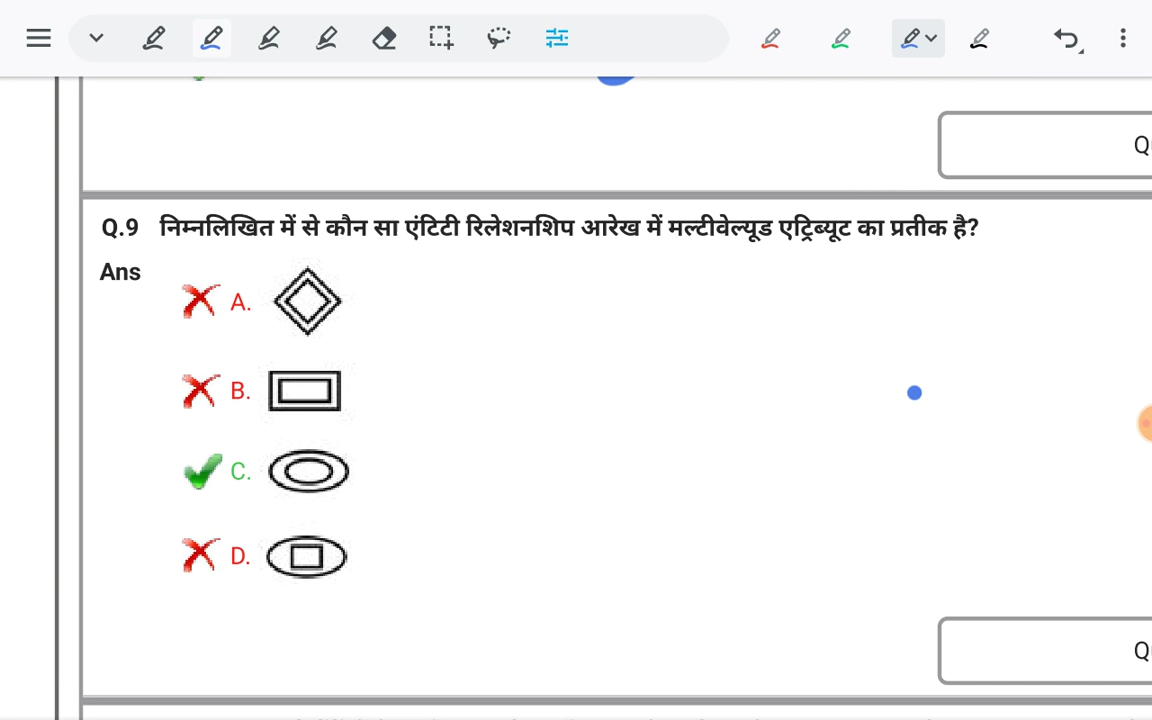 Q.9 निम्नलिखित में से कौन सा एंटिटी रिलेशनशिप आरेख में मल्टीवेल्यूड एट्रिब्यूट का प्रतीक है?
Ans
A.
B.
C.
D.